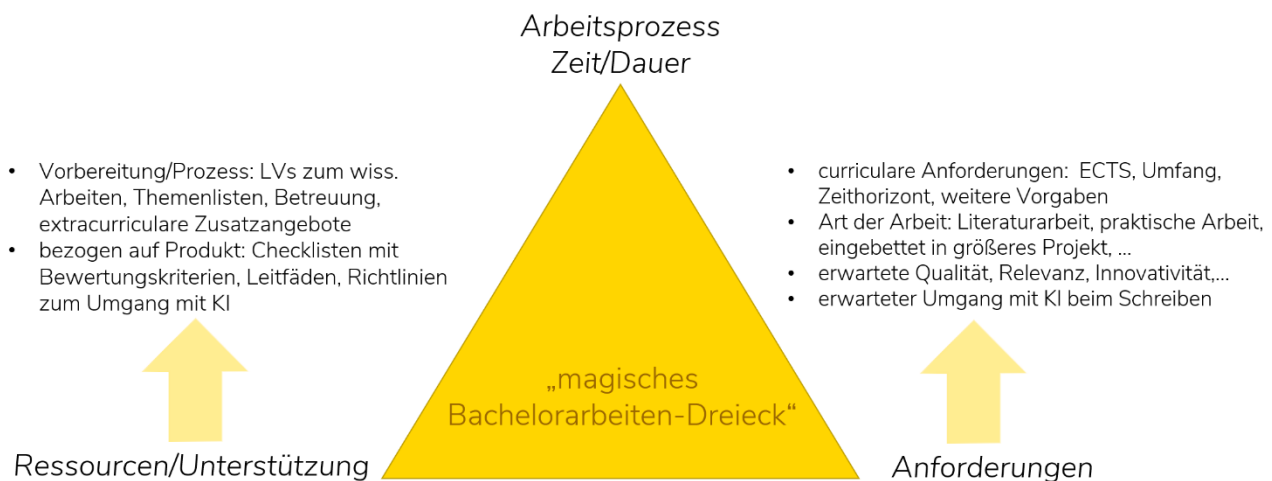 Arbeitsprozess
Zeit/Dauer
• Vorbereitung/Prozess: LVs zum wiss.
Arbeiten, Themenlisten, Betreuung,
extracurriculare Zusatzangebote
• bezogen auf Produkt: Checklisten mit
Bewertungskriterien, Leitfäden, Richtlinien
zum Umgang mit KI
• curriculare Anforderungen: ECTS, Umfang,
Zeithorizont, weitere Vorgaben
• Art der Arbeit: Literaturarbeit, praktische Arbeit,
eingebettet in größeres Projekt, ...
• erwartete Qualität, Relevanz, Innovativität,...
• erwarteter Umgang mit KI beim Schreiben
„magisches
Bachelorarbeiten-Dreieck“
Ressourcen/Unterstützung
Anforderungen